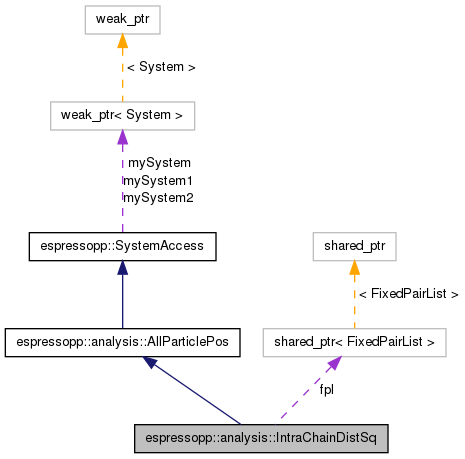 weak_ptr
< System >
weak_ptr< System >
mySystem
mySystem1
mySystem2
espressopp::SystemAccess
shared_ptr
< FixedPairList >
espressopp::analysis::AllParticlePos
shared_ptr< FixedPairList >
fpl
espressopp::analysis::IntraChainDistSq